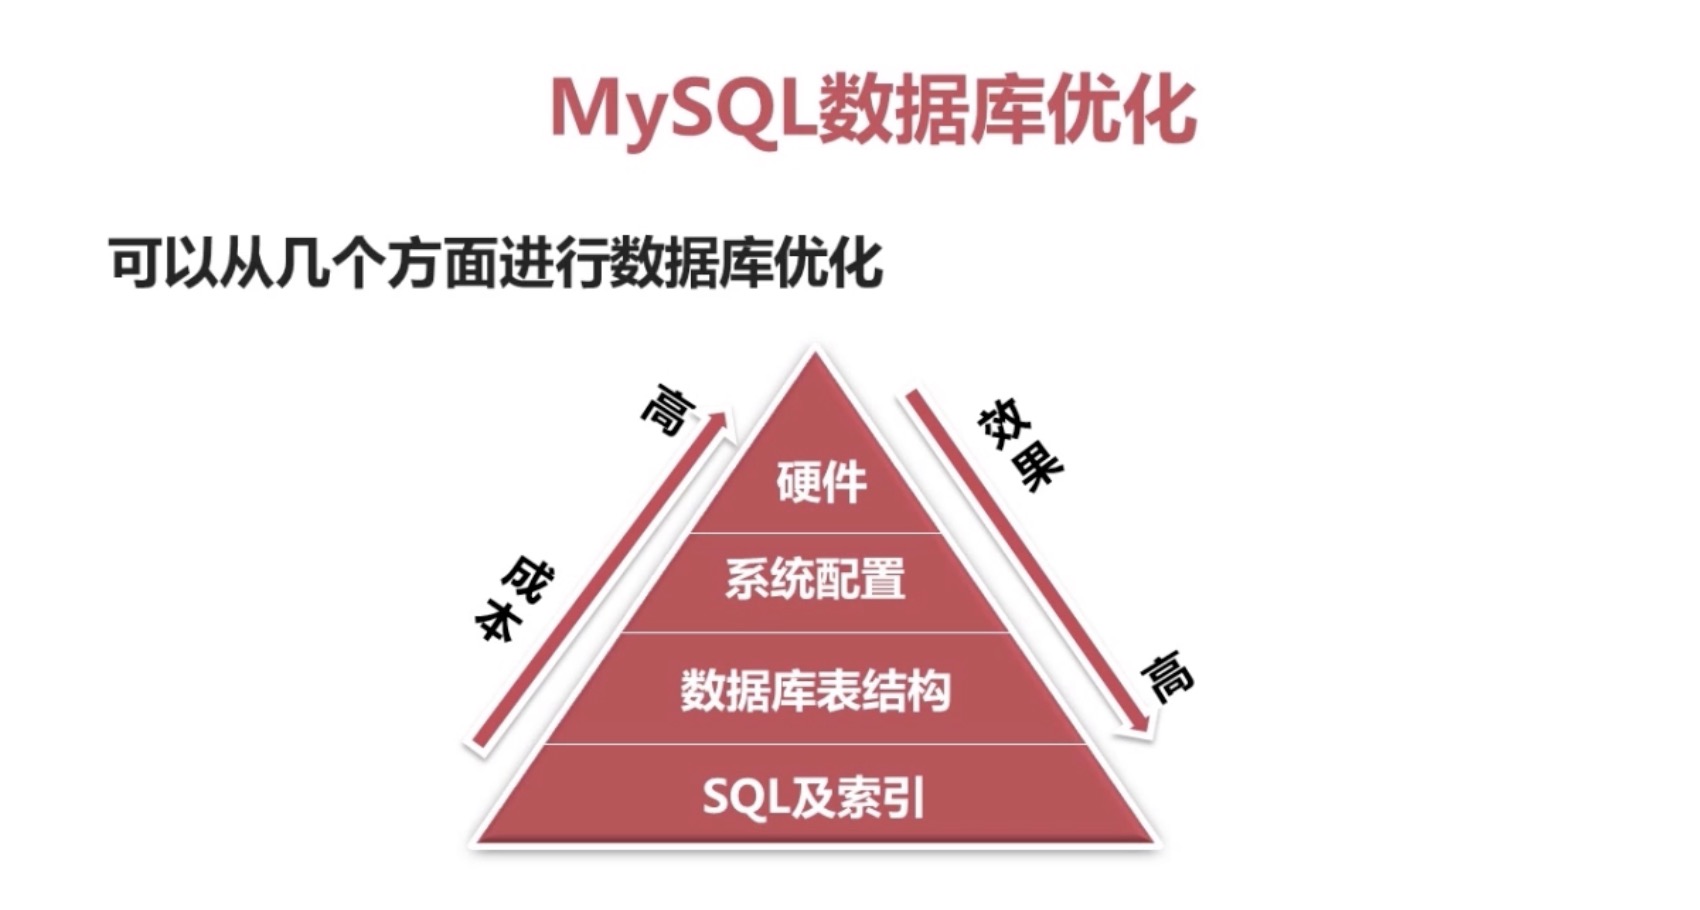 MySQL数据库优化
可以从几个方面进行数据库优化
高
效果
硬件
系统配置
成本
数据库表结构
高
SQL及索引